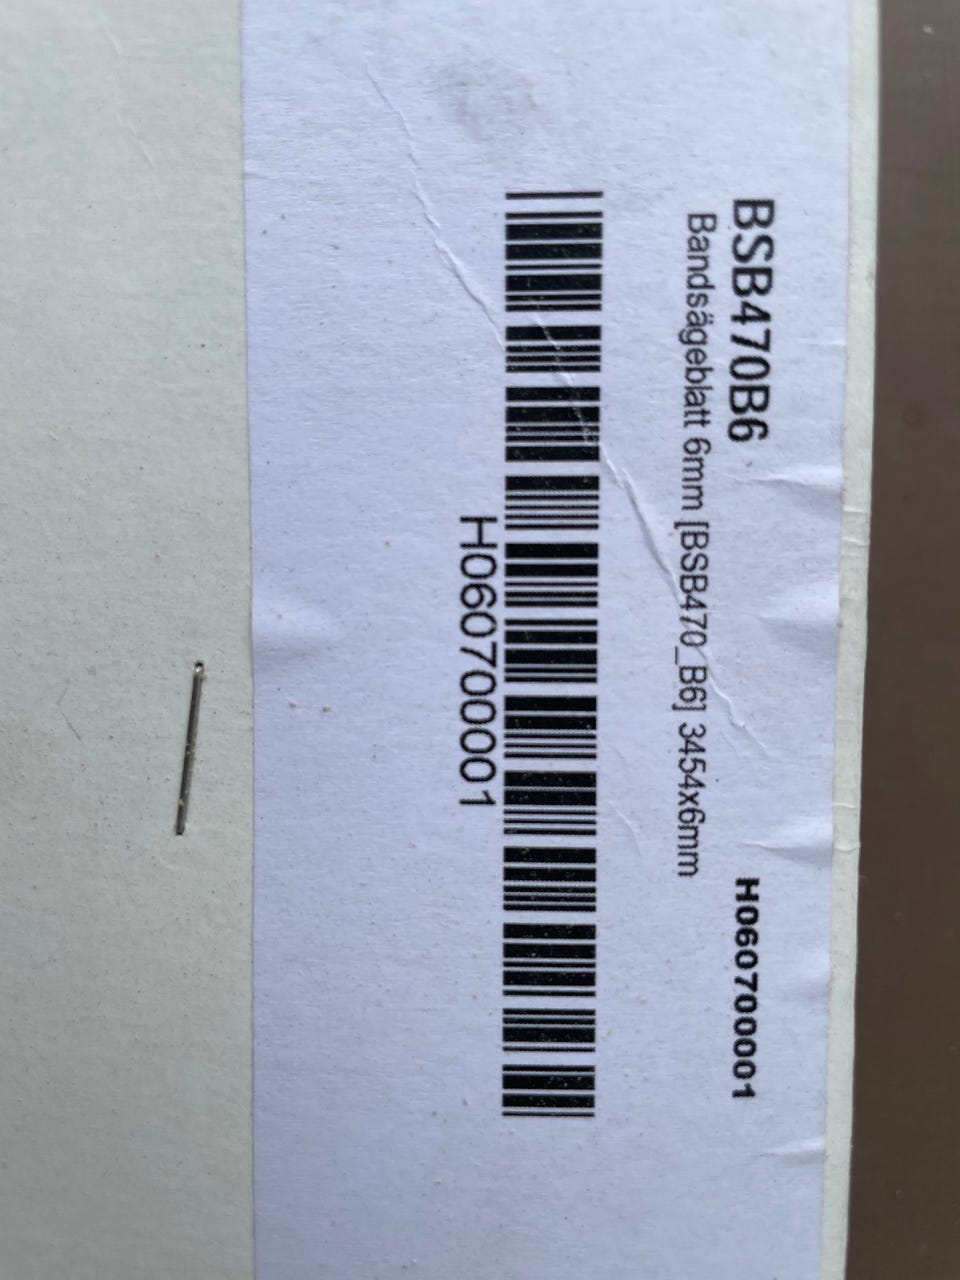 BSB470B6 H060700001
Bandsägeblatt 6mm [BSB470_B6] 3454x6mm
H060700001